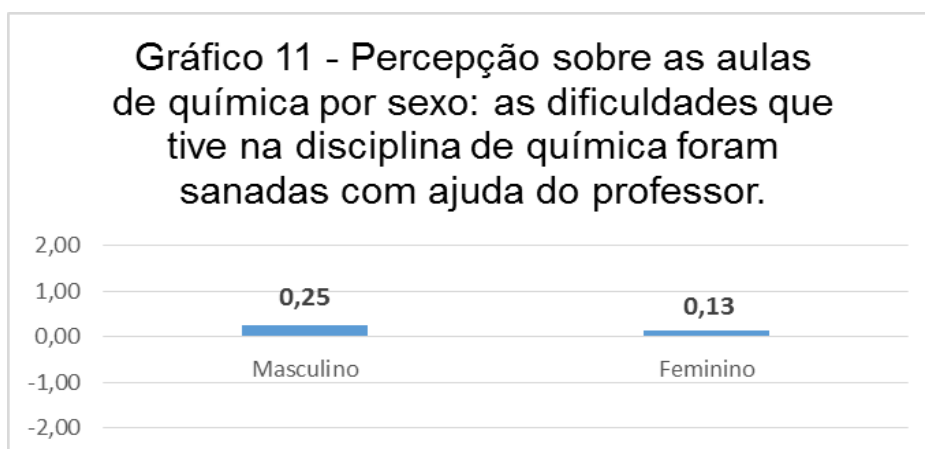 Gráfico 11 - Percepção sobre as aulas
de química por sexo: as dificuldades que
tive na disciplina de química foram
sanadas com ajuda do professor.
2,00
1,00
0,25
0,13
0,00
Masculino
Feminino
-1,00
-2,00